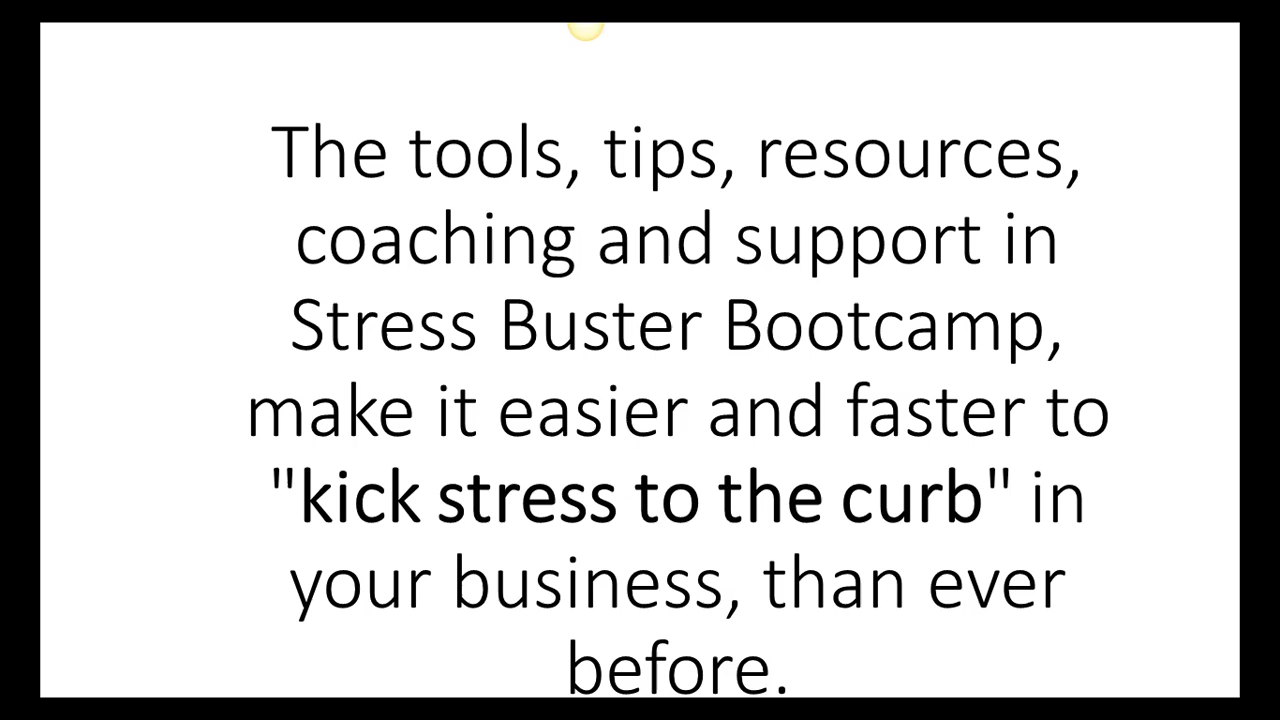 The tools, tips, resources,
coaching and support in
Stress Buster Bootcamp,
make it easier and faster to
"kick stress to the curb" in
your business, than ever
before.